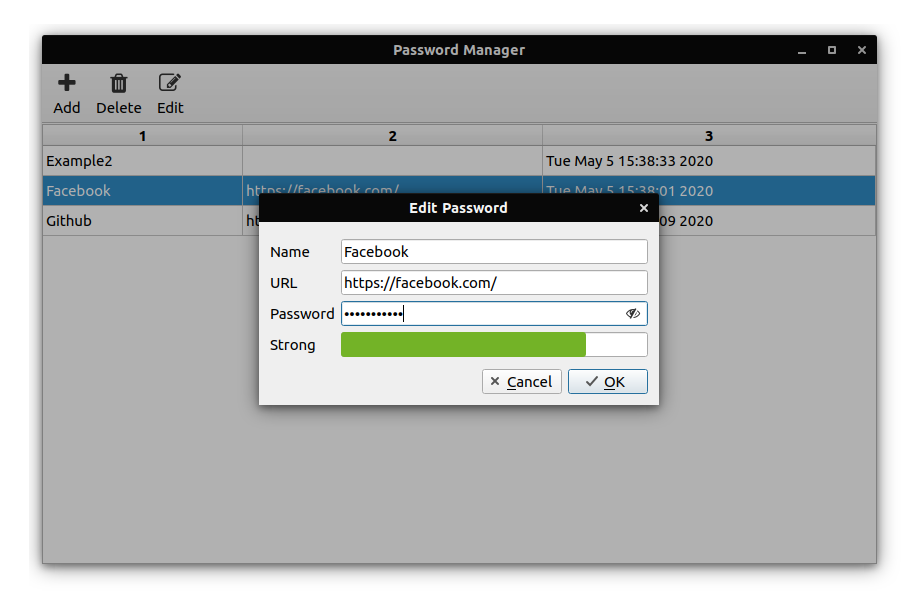 Password Manager
Add Delete Edit
1 2 3
Example2 Tue May 5 15:38:33 2020
Facebook https://facebook.com/ Tue May 5 15:38:01 2020
Github ht 09 2020
Edit Password
Name Facebook
URL https://facebook.com/
Password •••••••••••
Strong
Cancel OK